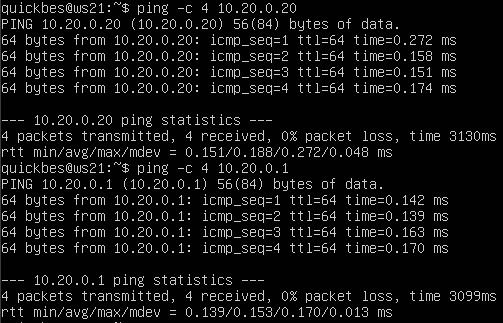 quickbes@ws21:~$ ping -c 4 10.20.0.20
PING 10.20.0.20 (10.20.0.20) 56(84) bytes of data.
64 bytes from 10.20.0.20: icmp_seq=1 ttl=64 time=0.272 ms
64 bytes from 10.20.0.20: icmp_seq=2 ttl=64 time=0.158 ms
64 bytes from 10.20.0.20: icmp_seq=3 ttl=64 time=0.151 ms
64 bytes from 10.20.0.20: icmp_seq=4 ttl=64 time=0.174 ms
--- 10.20.0.20 ping statistics ---
4 packets transmitted, 4 received, 0% packet loss, time 3130ms
rtt min/avg/max/mdev = 0.151/0.188/0.272/0.048 ms
quickbes@ws21:~$ ping -c 4 10.20.0.1
PING 10.20.0.1 (10.20.0.1) 56(84) bytes of data.
64 bytes from 10.20.0.1: icmp_seq=1 ttl=64 time=0.142 ms
64 bytes from 10.20.0.1: icmp_seq=2 ttl=64 time=0.139 ms
64 bytes from 10.20.0.1: icmp_seq=3 ttl=64 time=0.163 ms
64 bytes from 10.20.0.1: icmp_seq=4 ttl=64 time=0.170 ms
--- 10.20.0.1 ping statistics ---
4 packets transmitted, 4 received, 0% packet loss, time 3099ms
rtt min/avg/max/mdev = 0.139/0.153/0.170/0.013 ms